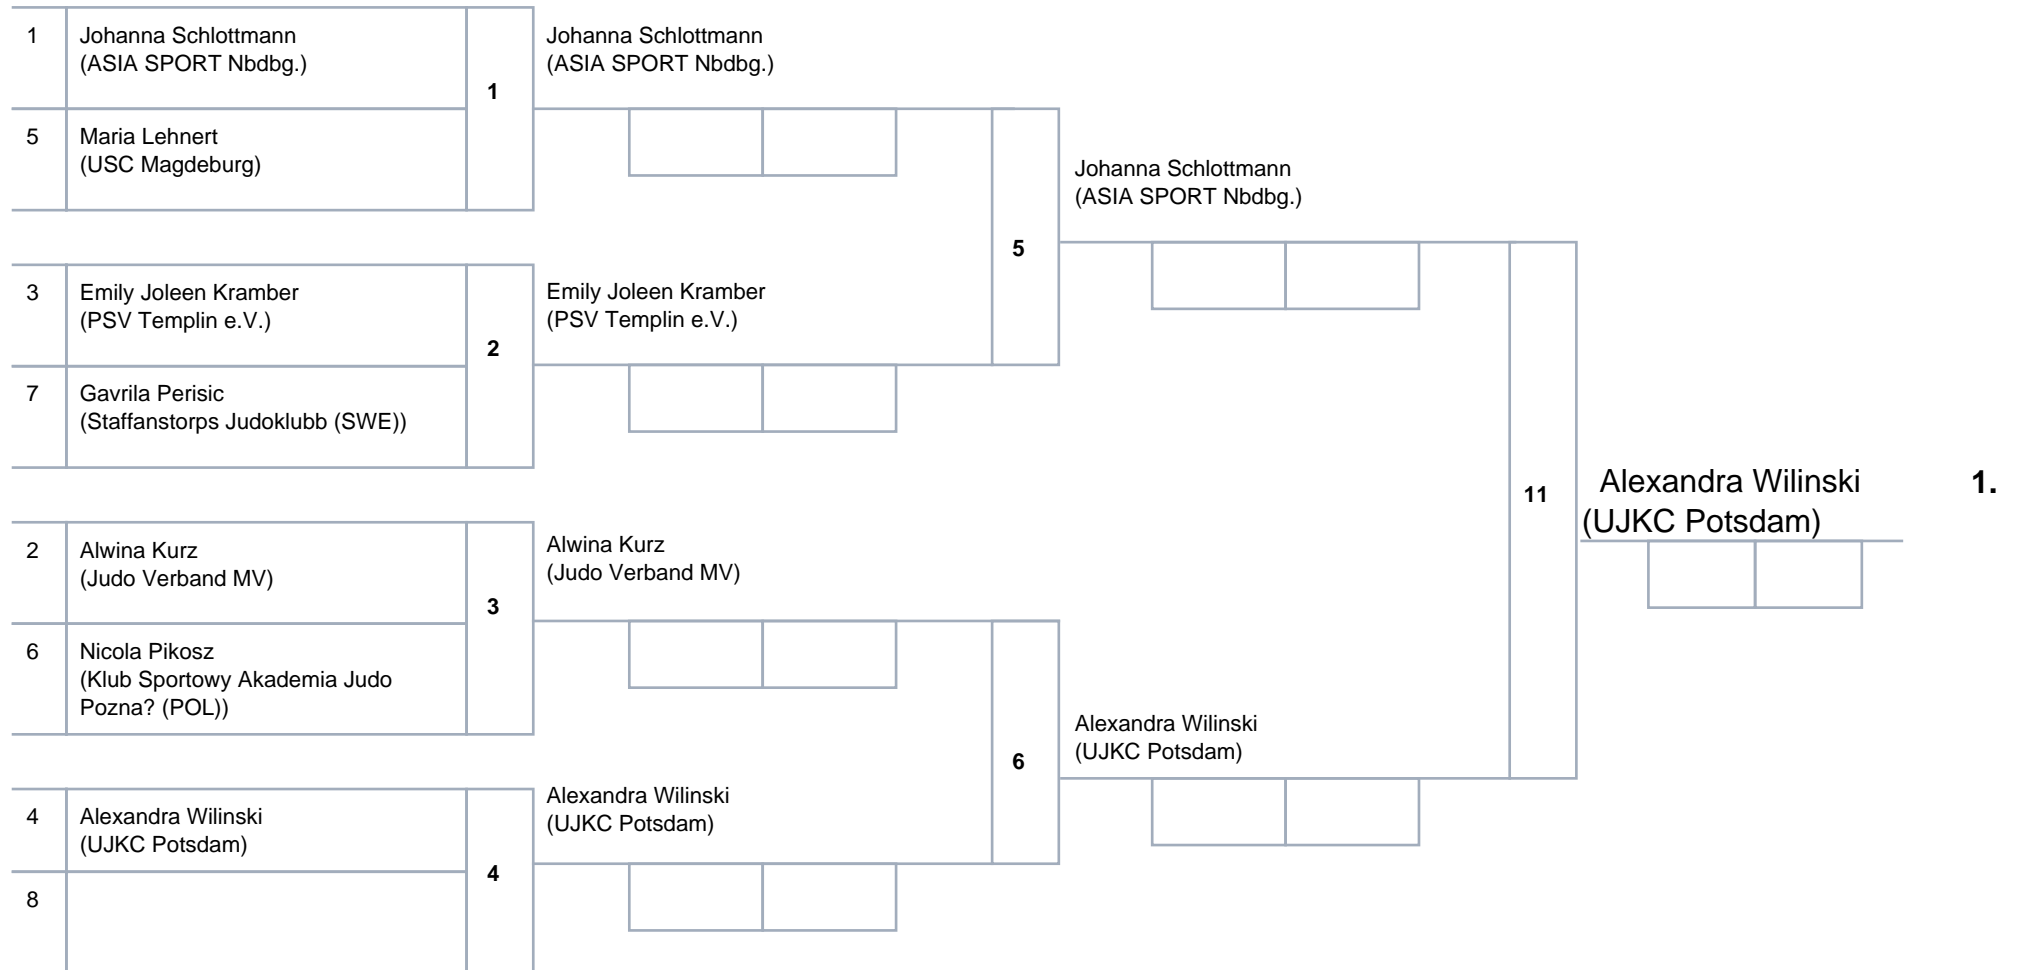 1
Johanna Schlottmann
(ASIA SPORT Nbdbg.)
5
Maria Lehnert
(USC Magdeburg)
1
3
Emily Joleen Kramber
(PSV Templin e.V.)
7
Gavrila Perisic
(Staffanstorps Judoklubb (SWE))
2
2
Alwina Kurz
(Judo Verband MV)
6
Nicola Pikosz
(Klub Sportowy Akademia Judo
Pozna? (POL))
3
4
Alexandra Wilinski
(UJKC Potsdam)
8
4
Johanna Schlottmann
(ASIA SPORT Nbdbg.)
Emily Joleen Kramber
(PSV Templin e.V.)
5
Alwina Kurz
(Judo Verband MV)
Alexandra Wilinski
(UJKC Potsdam)
6
Johanna Schlottmann
(ASIA SPORT Nbdbg.)
Alexandra Wilinski
(UJKC Potsdam)
11
Alexandra Wilinski
(UJKC Potsdam)
1.